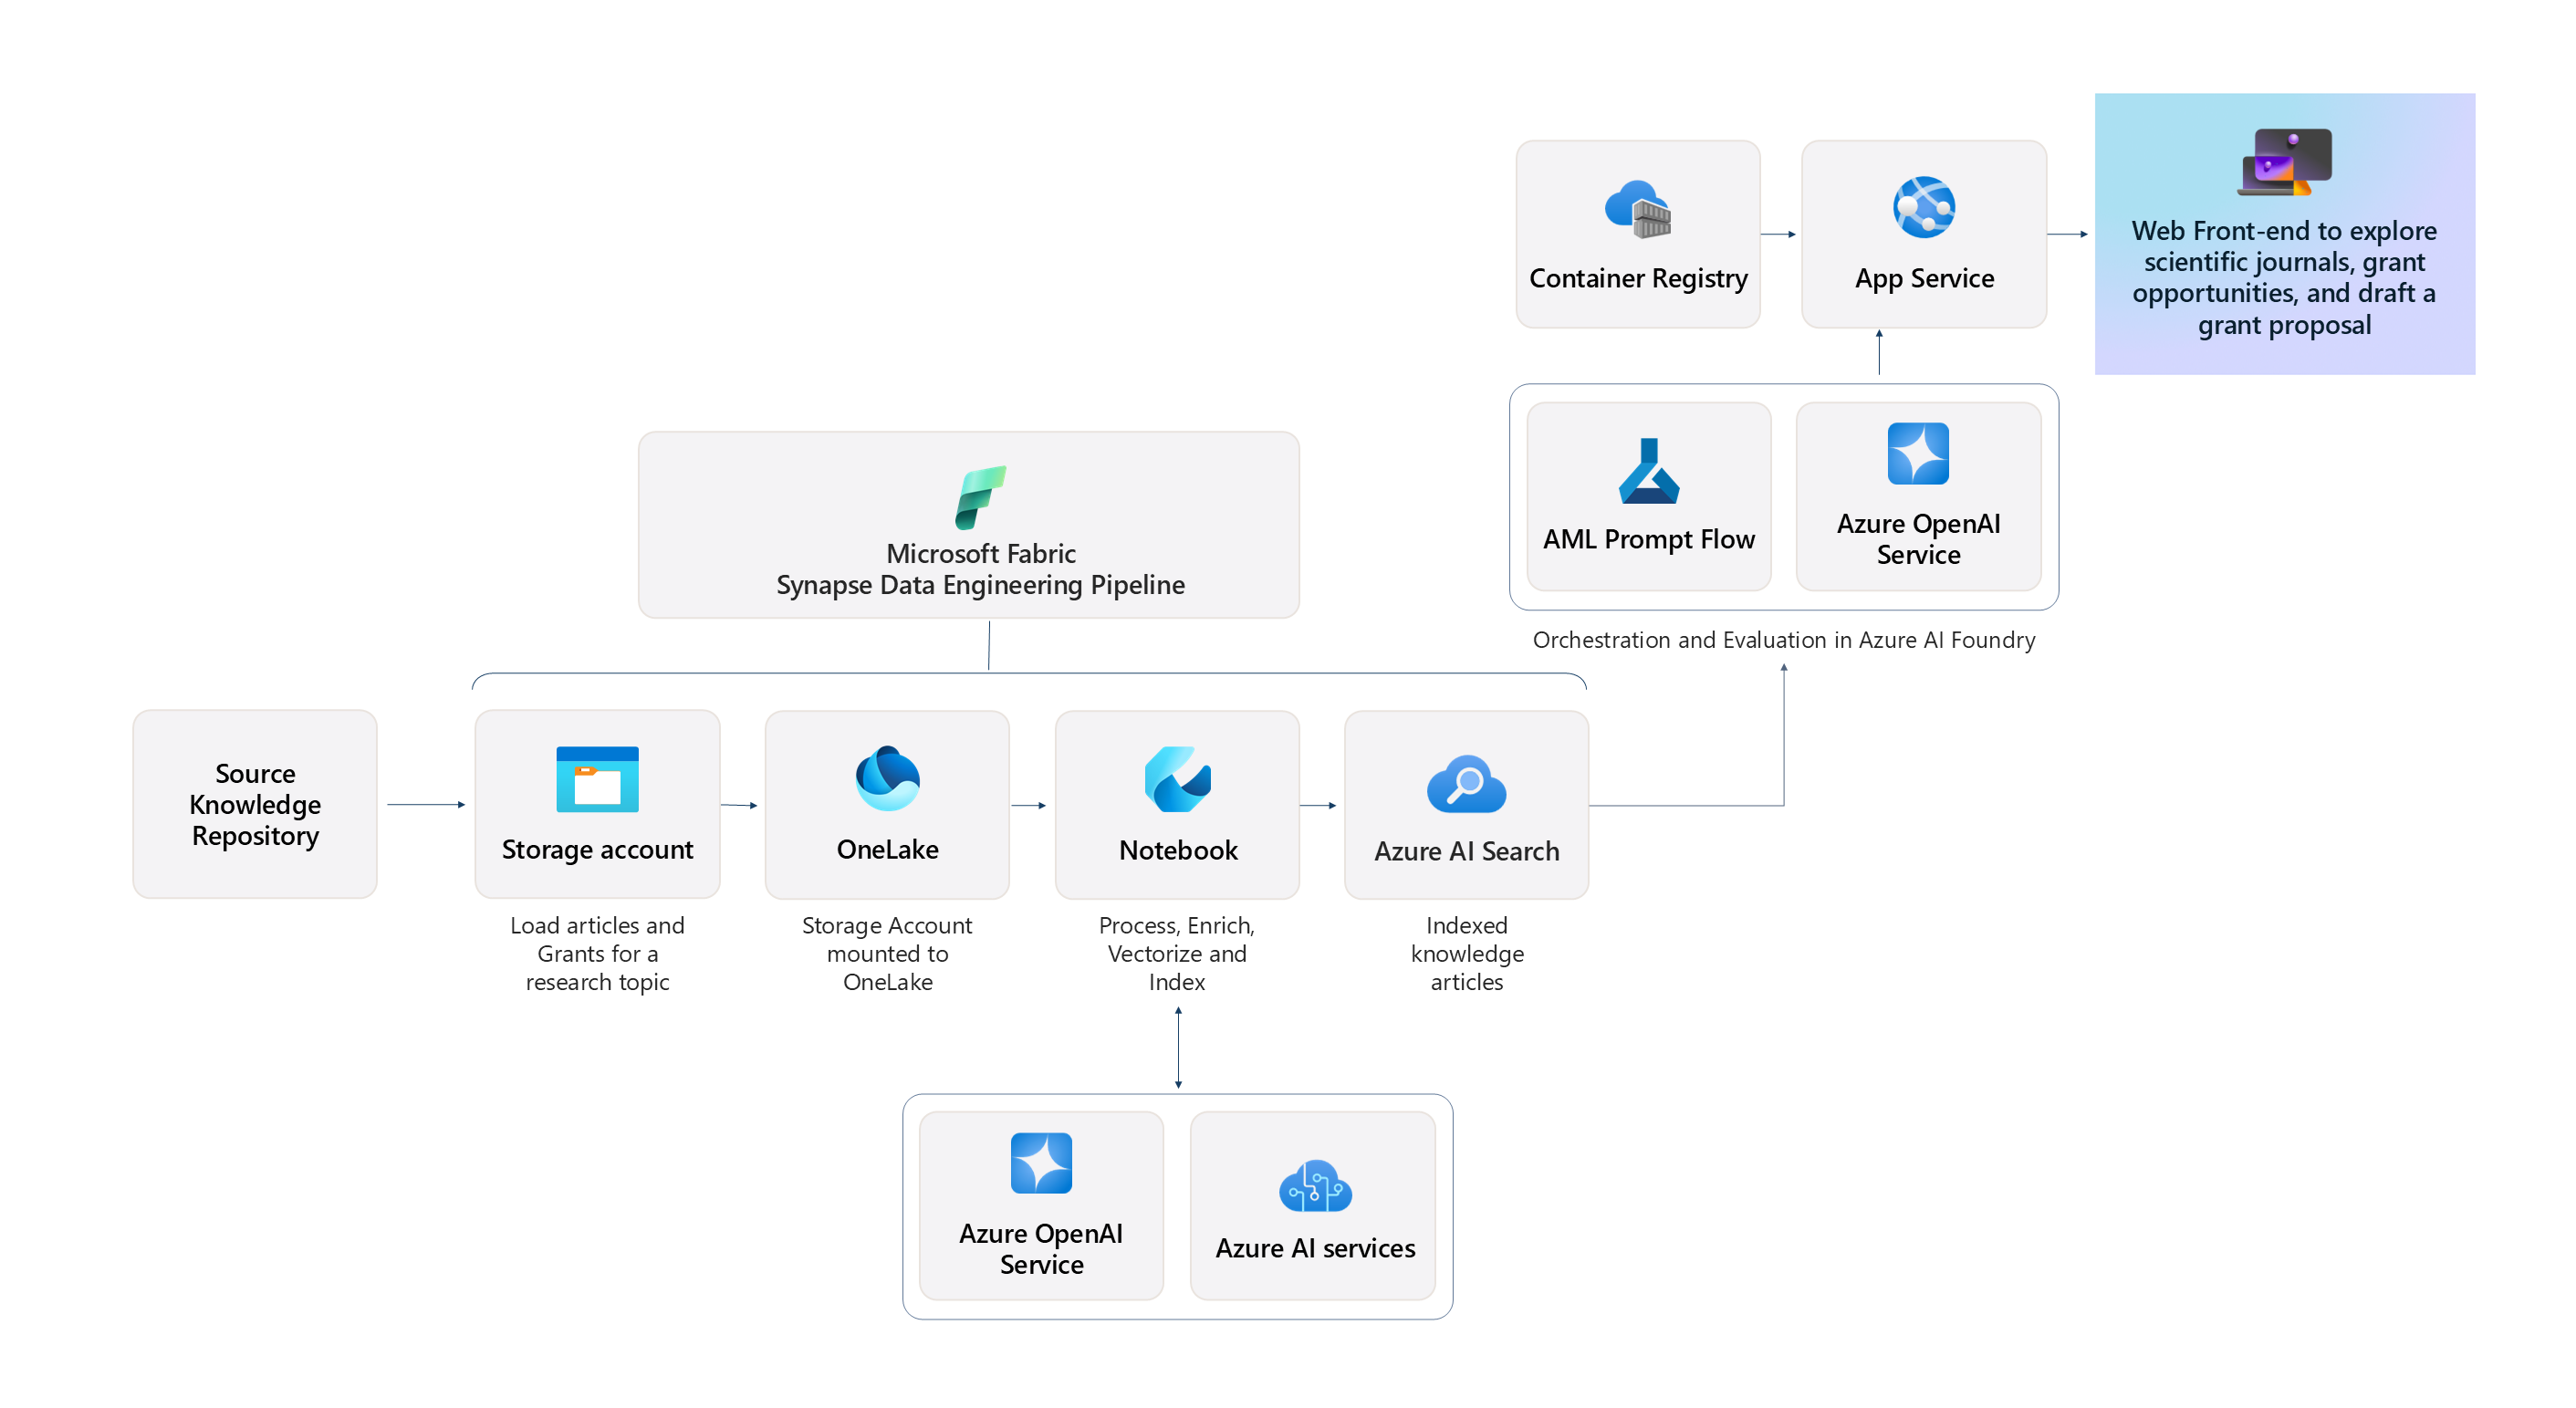 Container Registry
App Service
Web Front-end to explore
scientific journals, grant
opportunities, and draft a
grant proposal
AML Prompt Flow
Azure OpenAI
Service
Orchestration and Evaluation in Azure AI Foundry
Microsoft Fabric
Synapse Data Engineering Pipeline
Source
Knowledge
Repository
Storage account
Load articles and
Grants for a
research topic
OneLake
Storage Account
mounted to
OneLake
Notebook
Process, Enrich,
Vectorize and
Index
Azure AI Search
Indexed
knowledge
articles
Azure OpenAI
Service
Azure AI services